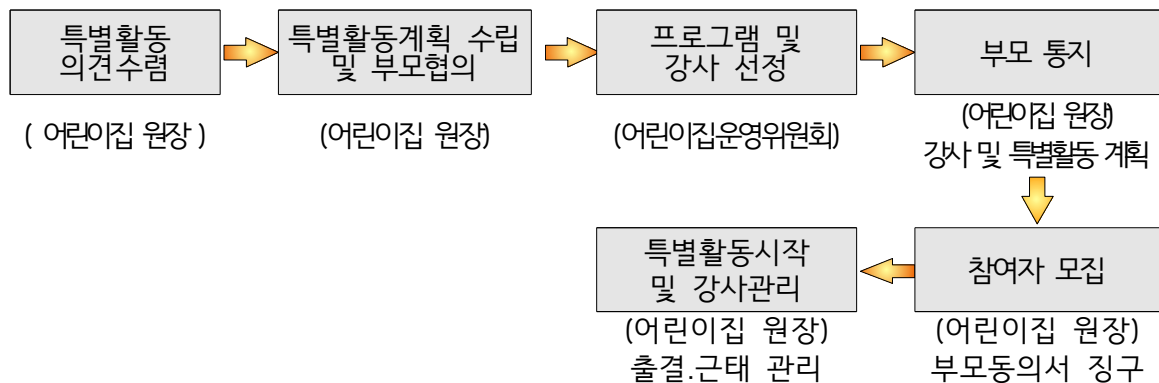 특별활동
의견수렴
( 어린이집 원장 )
특별활동계획 수립
및 부모협의
(어린이집 원장)
프로그램 및
강사 선정
(어린이집운영위원회)
부모 통지
(어린이집 원장)
강사 및 특별활동 계획
참여자 모집
(어린이집 원장)
부모동의서 징구
특별활동시작
및 강사관리
(어린이집 원장)
출결.근태 관리